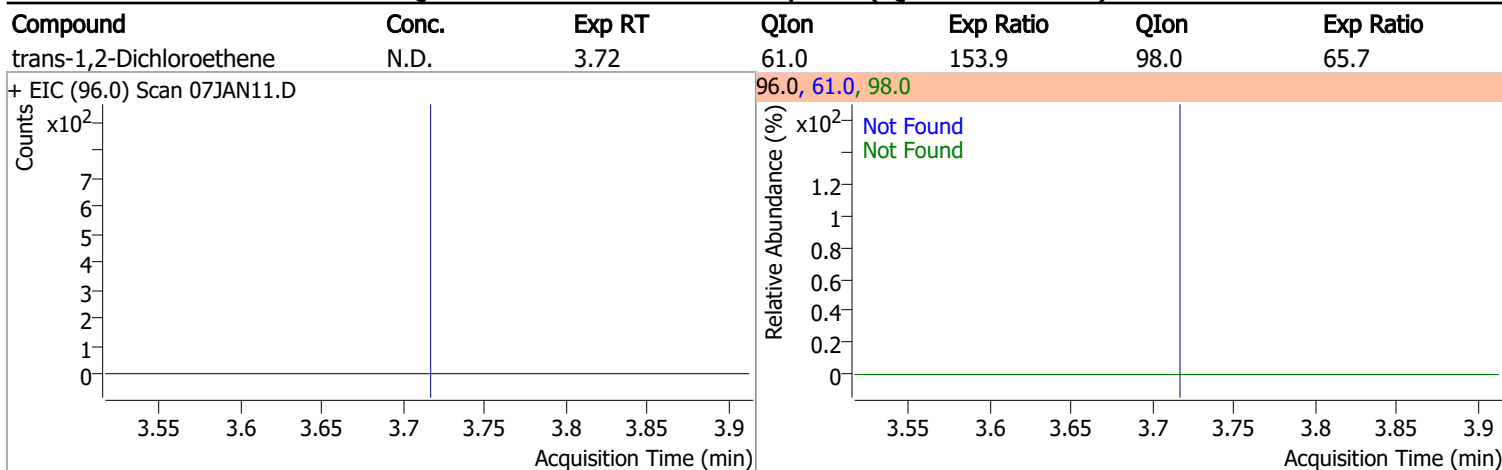 Compound Conc. Exp RT QIon Exp Ratio QIon Exp Ratio
trans-1,2-Dichloroethene N.D. 3.72 61.0 153.9 98.0 65.7
+ EIC (96.0) Scan 07JAN11.D
Counts
x10²
7
6
5
4
3
2
1
0
3.55 3.6 3.65 3.7 3.75 3.8 3.85 3.9
Acquisition Time (min)
96.0, 61.0, 98.0
Relative Abundance (%)
x10²
Not Found
Not Found
1.2
1
0.8
0.6
0.4
0.2
0
3.55 3.6 3.65 3.7 3.75 3.8 3.85 3.9
Acquisition Time (min)